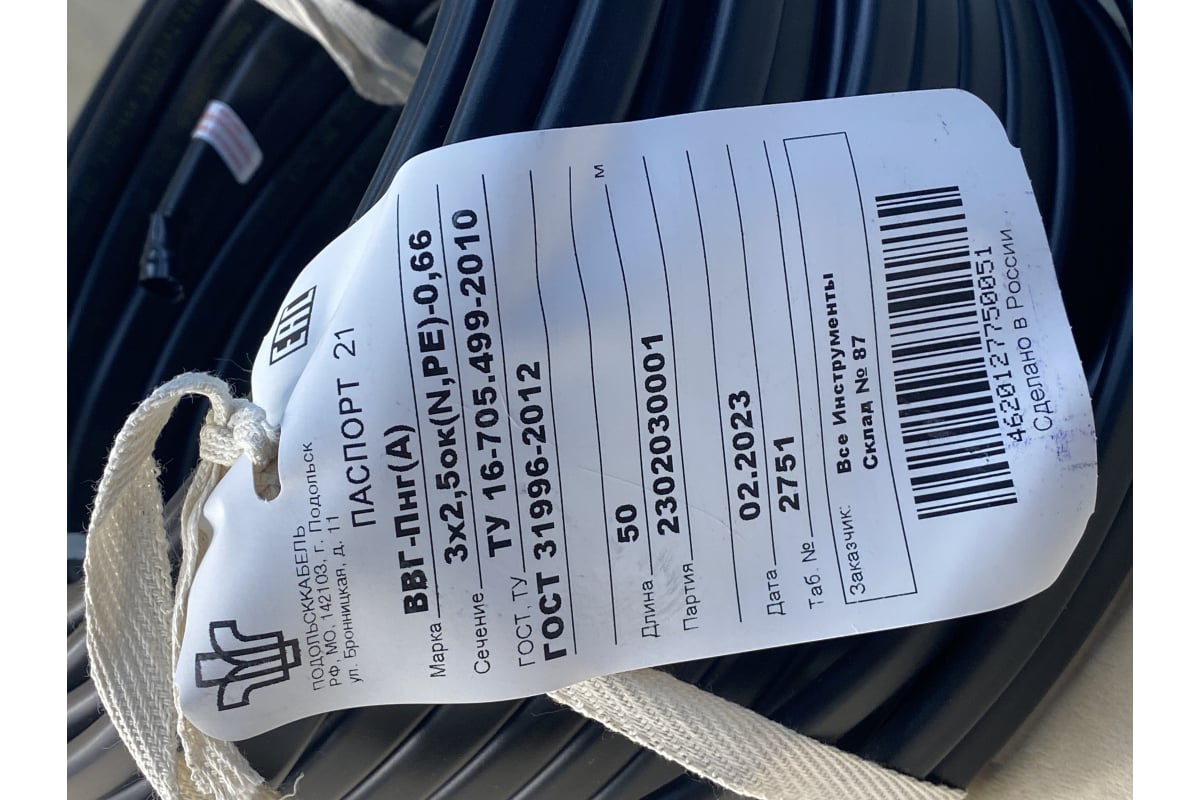 ПОДОЛЬСККАБЕЛЬ
РФ, МО, 142103, г. Подольск
ул. Бронницкая, д. 11
ЕАС
ПАСПОРТ 21
Марка ВВГ-Пнг(А)
Сечение 3х2,5ок(N,PE)-0,66
ГОСТ, ТУ ТУ 16-705.499-2010
ГОСТ 31996-2012
Длина 50 м
Партия 2302030001
Дата 02.2023
Таб. № 2751
Заказчик: Все Инструменты
Склад № 87
4620127750051
Сделано в России